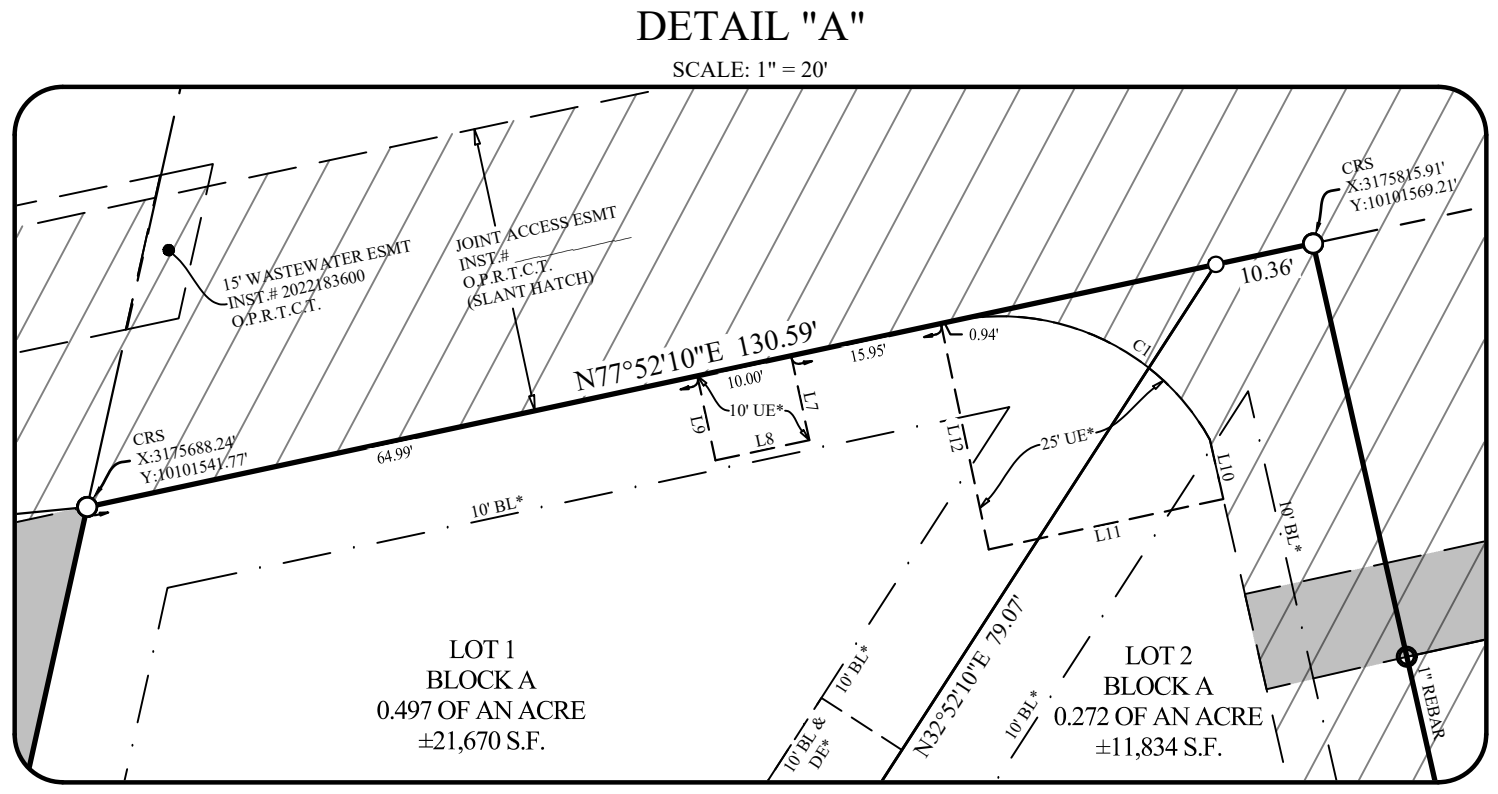 DETAIL "A"
SCALE: 1" = 20'
CRS
X:3175815.91'
Y:10101569.21'
15' WASTEWATER ESMT
INST.# 2022183600
O.P.R.T.C.T.
JOINT ACCESS ESMT
INST.# ______________
O.P.R.T.C.T.
(SLANT HATCH)
10.36'
N77°52'10"E 130.59'
15.95'
0.94'
C1
10.00'
10' UE*
L7
L9
L8
L12
25' UE*
L10
L11
CRS
X:3175688.24'
Y:10101541.77'
64.99'
10' BL*
10' BL*
LOT 1
BLOCK A
0.497 OF AN ACRE
±21,670 S.F.
10' BL*
10' BL &
DE*
N32°52'10"E 79.07'
10' BL*
LOT 2
BLOCK A
0.272 OF AN ACRE
±11,834 S.F.
1" REBAR